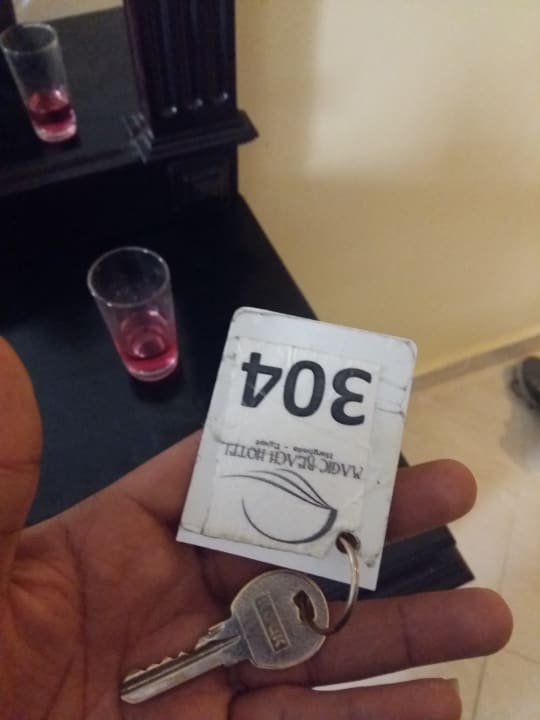 304
MAGIC BEACH HOTEL
Hurghada - Egypt